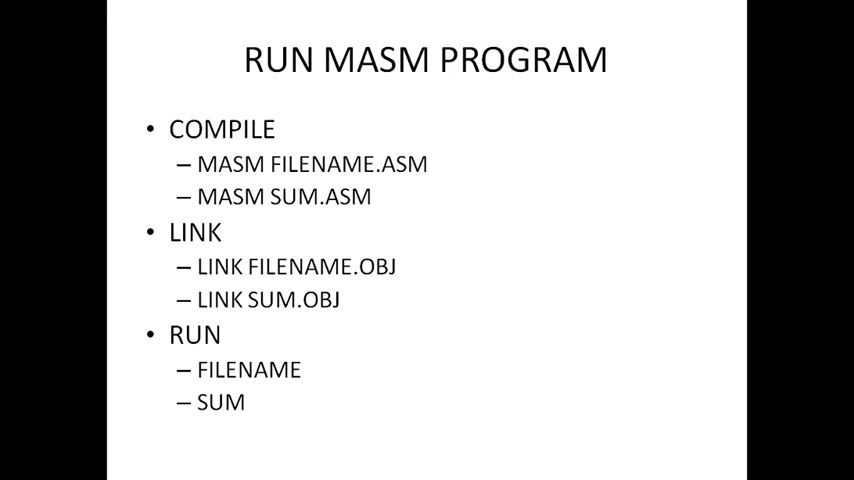 RUN MASM PROGRAM
• COMPILE
– MASM FILENAME.ASM
– MASM SUM.ASM
• LINK
– LINK FILENAME.OBJ
– LINK SUM.OBJ
• RUN
– FILENAME
– SUM